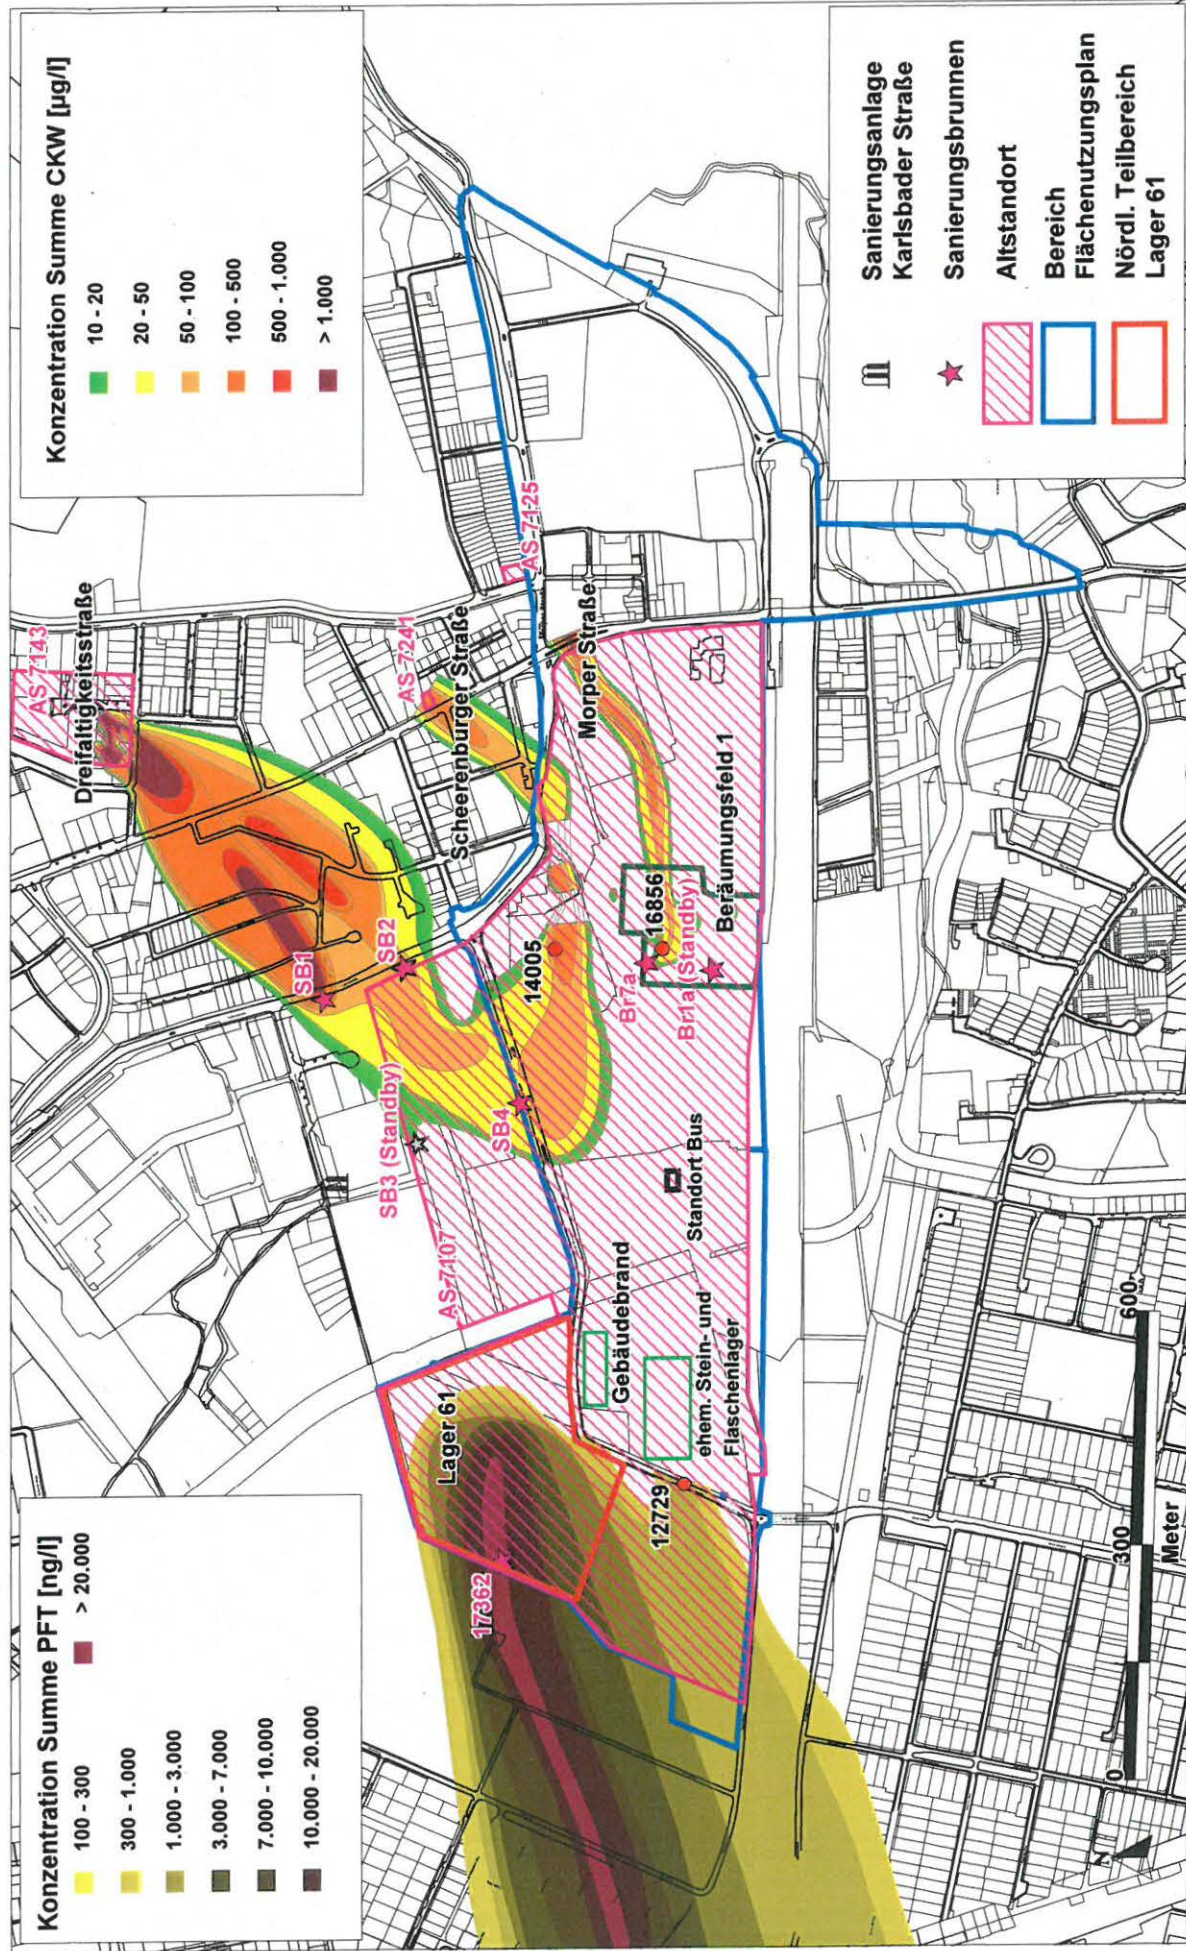 Konzentration Summe PFT [ng/l]
100 - 300
300 - 1.000
1.000 - 3.000
3.000 - 7.000
7.000 - 10.000
10.000 - 20.000
> 20.000
Konzentration Summe CKW [µg/l]
10 - 20
20 - 50
50 - 100
100 - 500
500 - 1.000
> 1.000
AS-7143
Dreifaltigkeitsstraße
SB1
SB2
AS-7241
Scheerenburger Straße
AS-7125
SB3 (Standby)
AS-7107
SB4
14005
Morper Straße
Lager 61
17362
Gebäudebrand
Br7a
16856
Br1a (Standby)
Beräumungsfeld 1
Standort Bus
ehem. Stein- und
Flaschenlager
12729
N
0
300
600
Meter
Sanierungsanlage
Karlsbader Straße
Sanierungsbrunnen
Altstandort
Bereich
Flächenutzungsplan
Nördl. Teilbereich
Lager 61